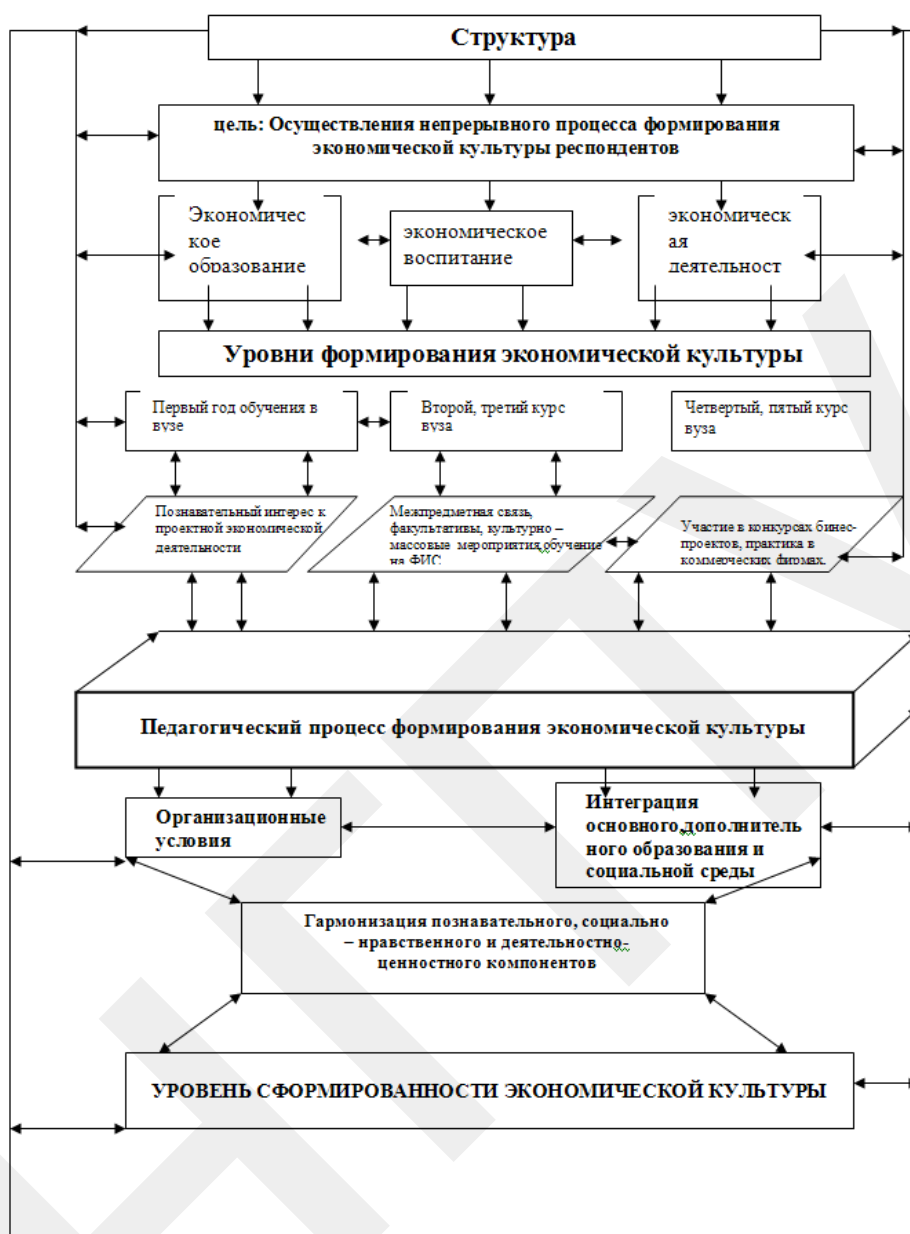 Структура
цель: Осуществления непрерывного процесса формирования
экономической культуры респондентов
Экономичес
кое
образование
экономическое
воспитание
экономическ
ая
деятельност
Уровни формирования экономической культуры
Первый год обучения в
вузе
Второй, третий курс
вуза
Четвертый, пятый курс
вуза
Познавательный интерес к
проектной экономической
деятельности
Межпредметная связь,
факультативы, культурно –
массовые мероприятия,обучение
на ФИС
Участие в конкурсах бинес-
проектов, практика в
коммерческих фирмах.
Педагогический процесс формирования экономической культуры
Организационные
условия
Интеграция
основного,дополнитель
ного образования и
социальной среды
Гармонизация познавательного, социально
– нравственного и деятельностно-
ценностного компонентов
УРОВЕНЬ СФОРМИРОВАННОСТИ ЭКОНОМИЧЕСКОЙ КУЛЬТУРЫ